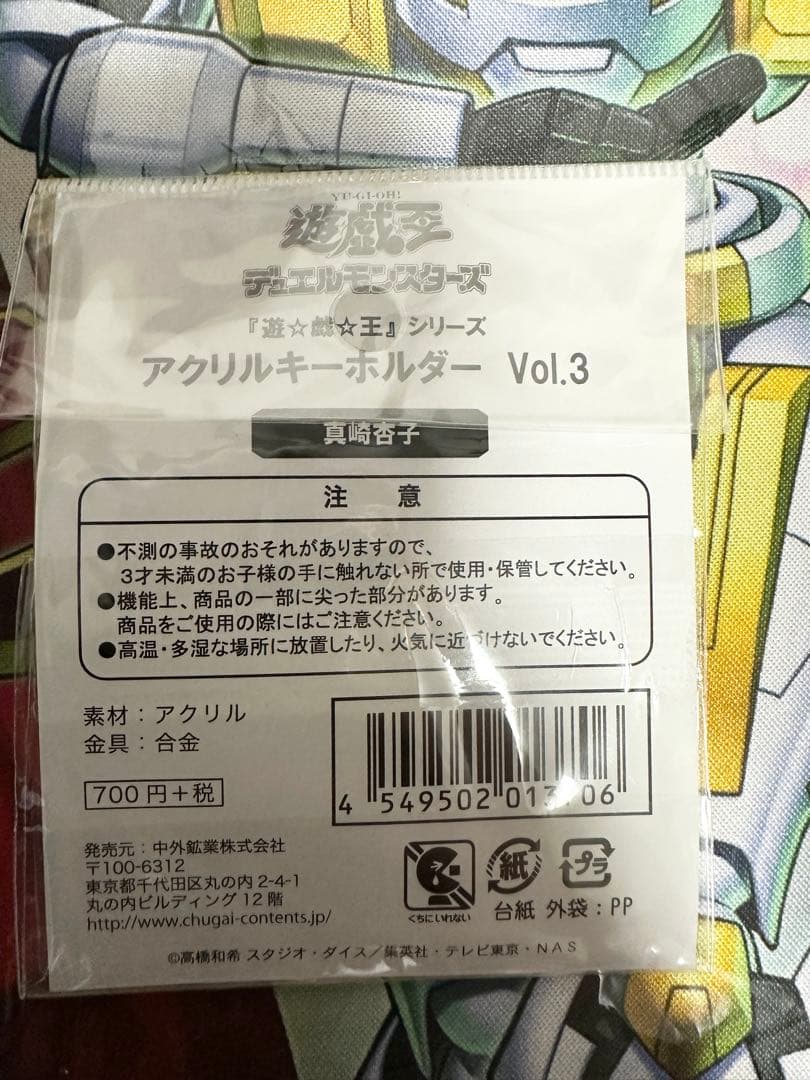 YU-GI-OH!
遊戯王
デュエルモンスターズ
『遊☆戯☆王』シリーズ
アクリルキーホルダー Vol.3
真崎杏子
注 意
●不測の事故のおそれがありますので、
3才未満のお子様の手に触れない所で使用・保管してください。
●機能上、商品の一部に尖った部分があります。
商品をご使用の際にはご注意ください。
●高温・多湿な場所に放置したり、火気に近づけないでください。
素材：アクリル
金具：合金
700円+税
4 549502 013706
発売元：中外鉱業株式会社
〒100-6312
東京都千代田区丸の内2-4-1
丸の内ビルディング12階
http://www.chugai-contents.jp/
くちにいれない
紙
プラ
台紙 外袋：PP
©高橋和希 スタジオ・ダイス／集英社・テレビ東京・NAS